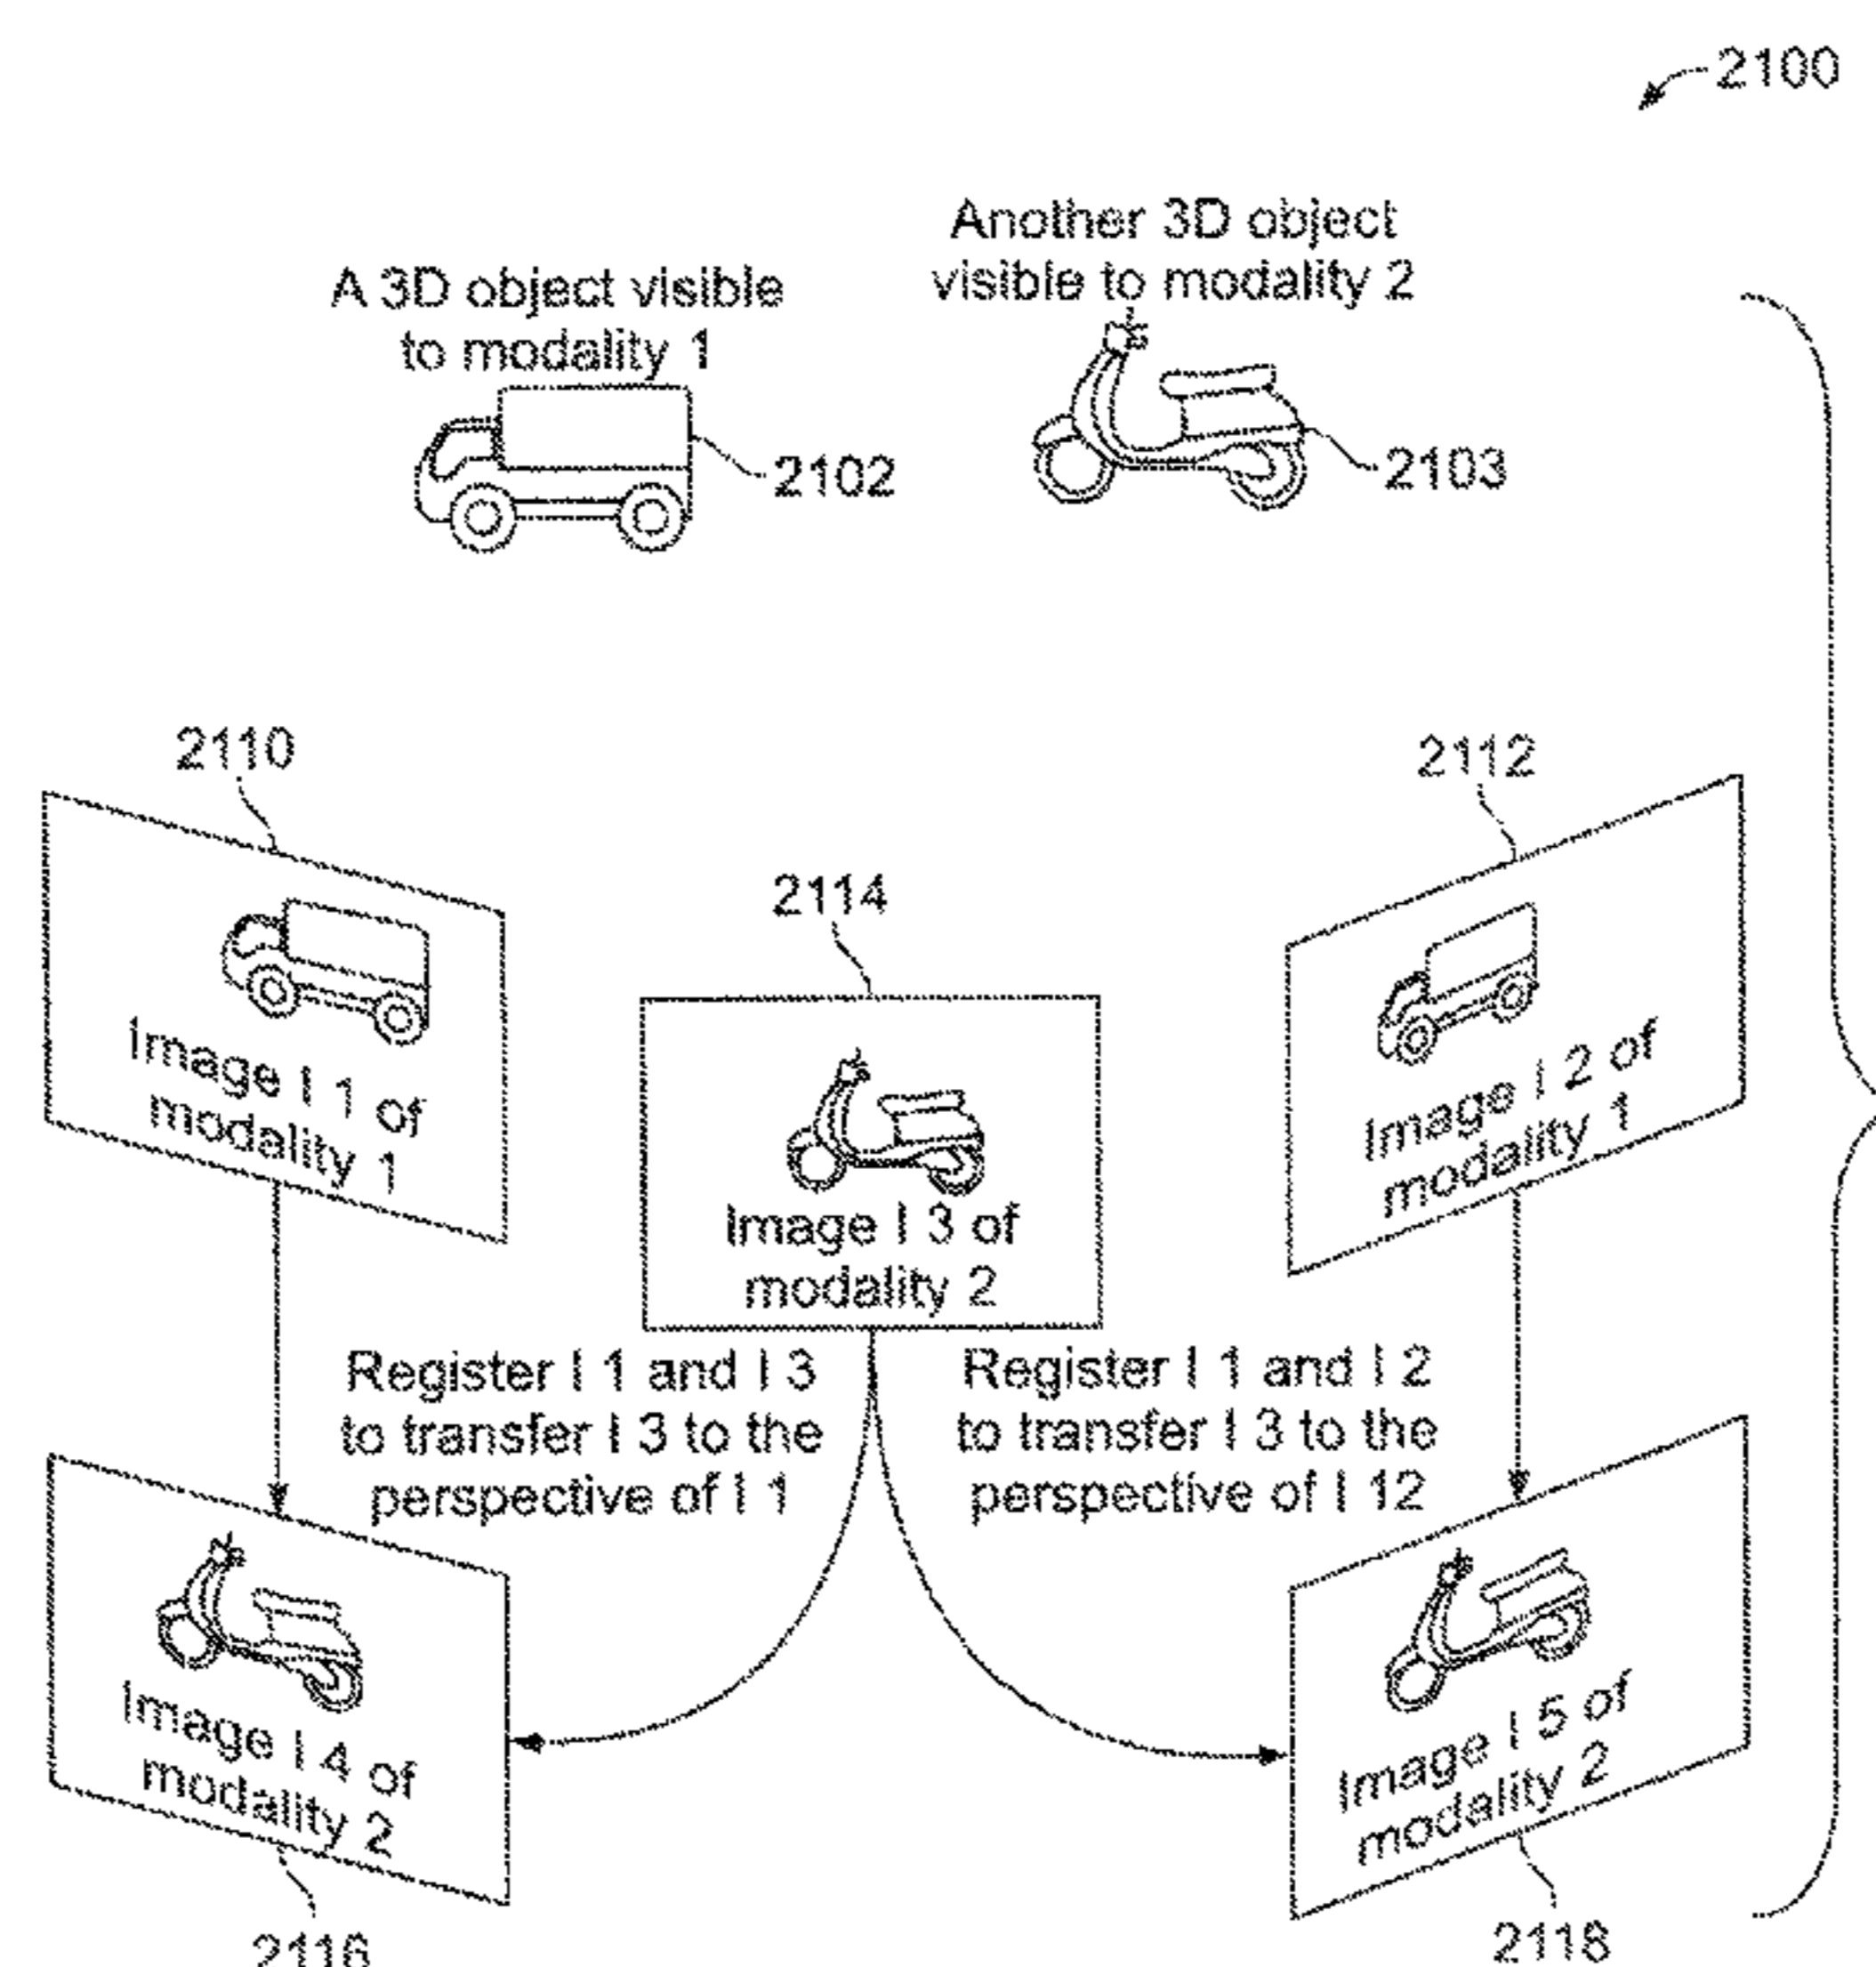 2100
Another 3D object
visible to modality 2
A 3D object visible
to modality 1
2102
2103
2110
2112
2114
Image I 1 of
modality 1
Image I 2 of
modality 1
Image I 3 of
modality 2
Register I 1 and I 3
to transfer I 3 to the
perspective of I 1
Register I 1 and I 2
to transfer I 3 to the
perspective of I 12
Image I 4 of
modality 2
Image I 5 of
modality 2
2116
2118